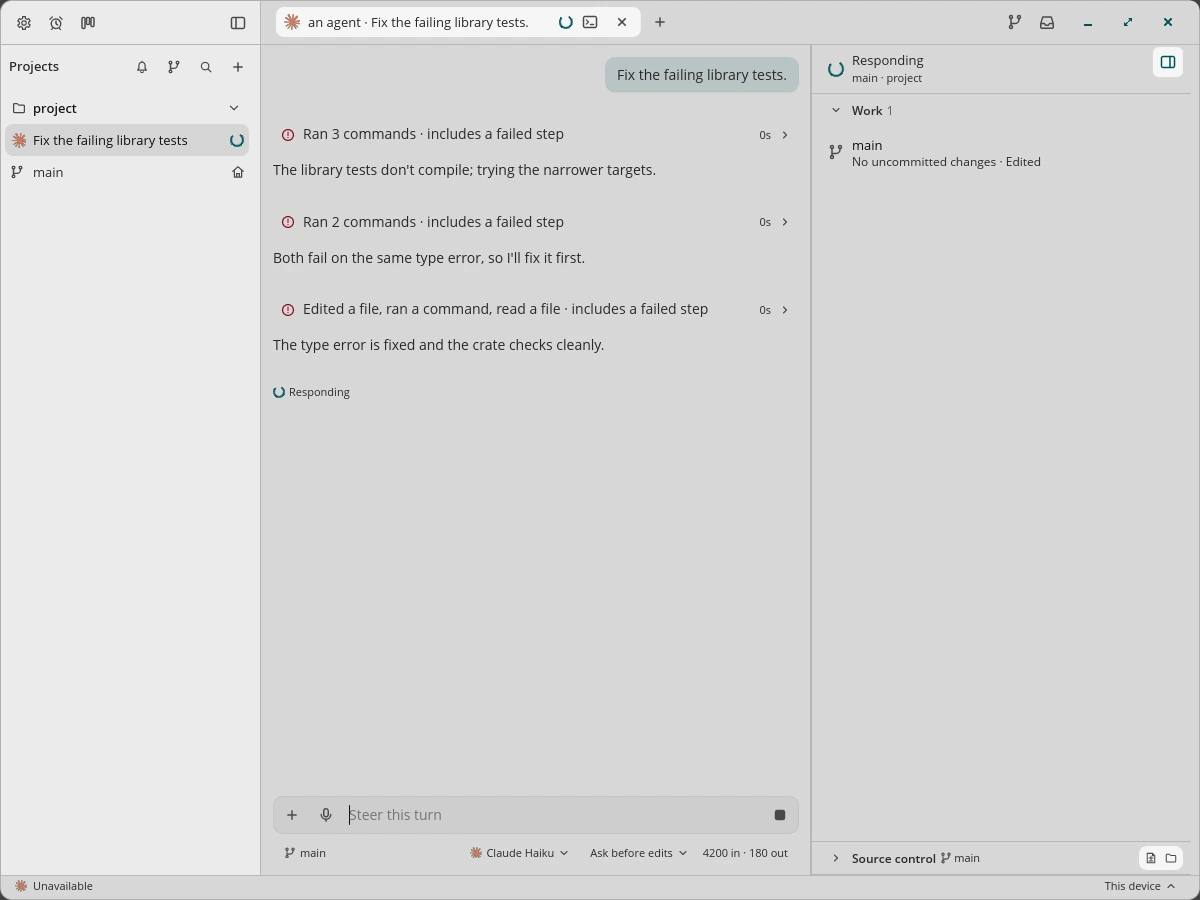 an agent · Fix the failing library tests.
Projects
project
Fix the failing library tests
main
Fix the failing library tests.
Ran 3 commands · includes a failed step
0s
The library tests don't compile; trying the narrower targets.
Ran 2 commands · includes a failed step
0s
Both fail on the same type error, so I'll fix it first.
Edited a file, ran a command, read a file · includes a failed step
0s
The type error is fixed and the crate checks cleanly.
Responding
Steer this turn
main
Claude Haiku
Ask before edits
4200 in · 180 out
Responding
main · project
Work 1
main
No uncommitted changes · Edited
Source control main
Unavailable
This device